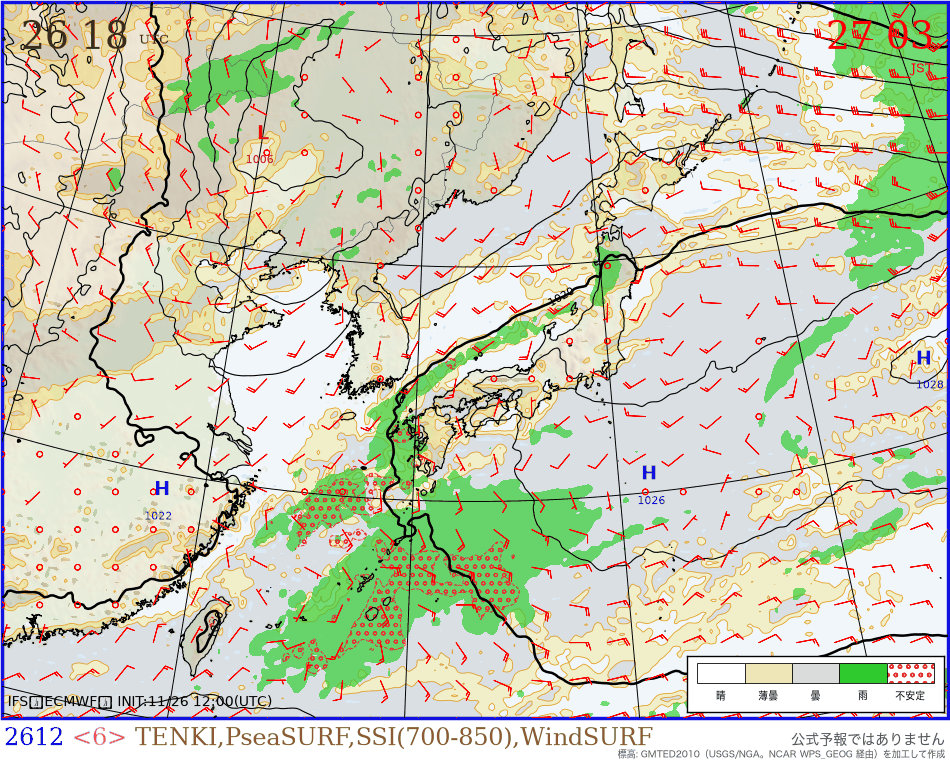 26 18 UTC
27 03
JST
L
1006
1020
H
1028
H
1026
H
1022
晴 薄曇 曇 雨 不安定
IFS(ECMWF) INIT:11/26 12:00(UTC)
2612 <6> TENKI,PseaSURF,SSI(700-850),WindSURF
公式予報ではありません
標高: GMTED2010（USGS/NGA。NCAR WPS_GEOG 経由）を加工して作成